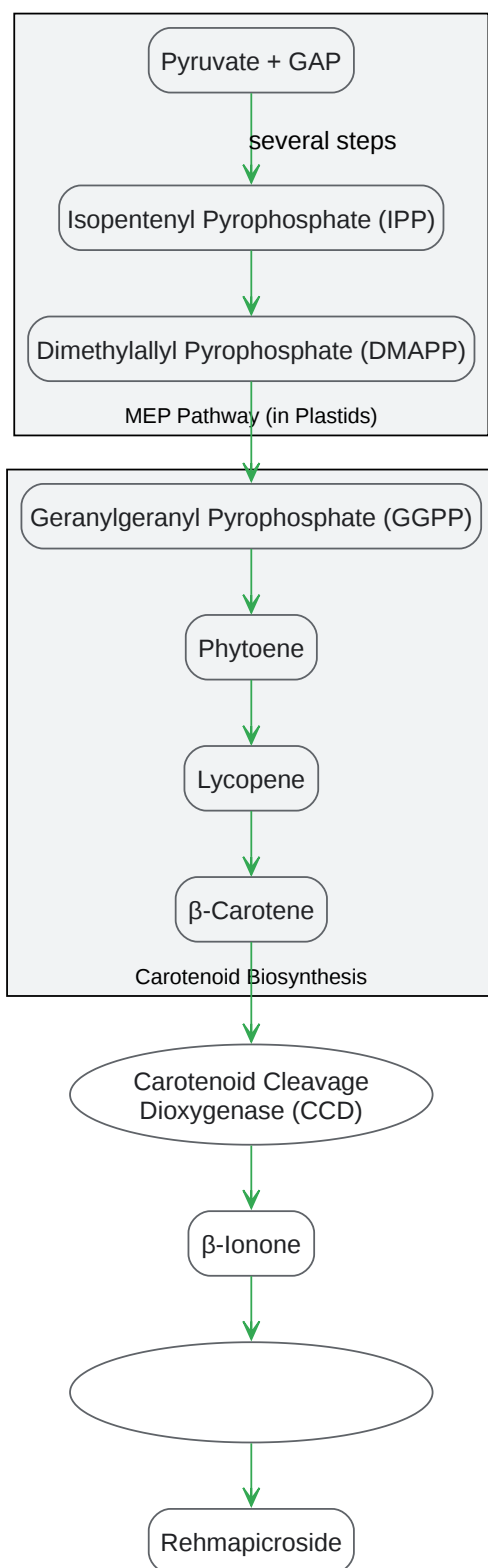 Pyruvate + GAP
several steps
Isopentenyl Pyrophosphate (IPP)
Dimethylallyl Pyrophosphate (DMAPP)
MEP Pathway (in Plastids)
Geranylgeranyl Pyrophosphate (GGPP)
Phytoene
Lycopene
β-Carotene
Carotenoid Biosynthesis
Carotenoid Cleavage
Dioxygenase (CCD)
β-Ionone
Rehmapicroside